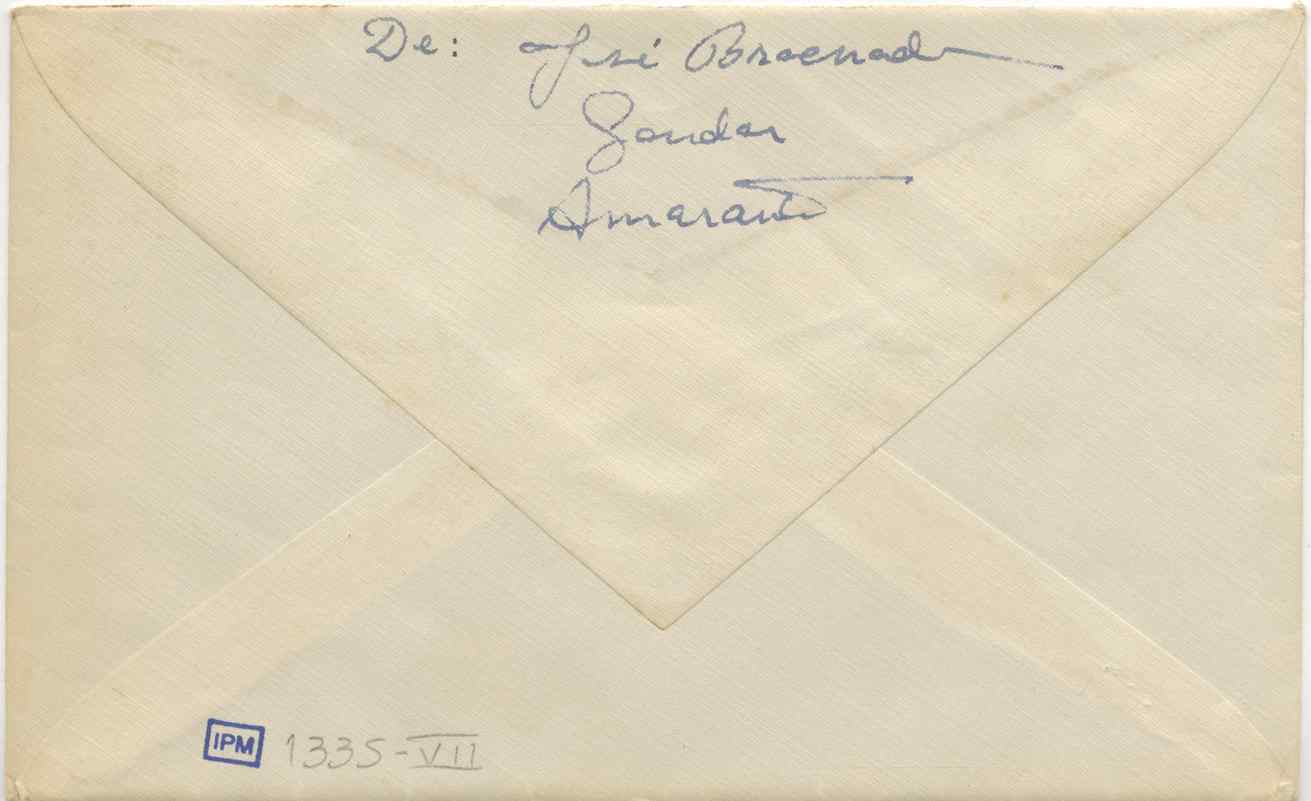 De: José Brochado
Gondar
Amarante
IPM 1335-VII